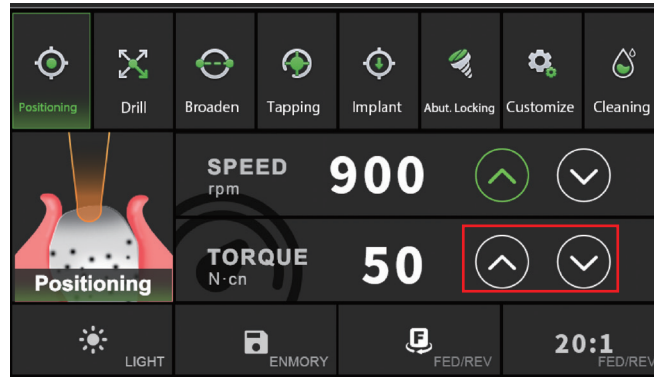 Positioning
Drill
Broaden
Tapping
Implant
Abut. Locking
Customize
Cleaning
SPEED
rpm
900
Positioning
TORQUE
N·cn
50
LIGHT
ENMORY
F
FED/REV
20:1
FED/REV